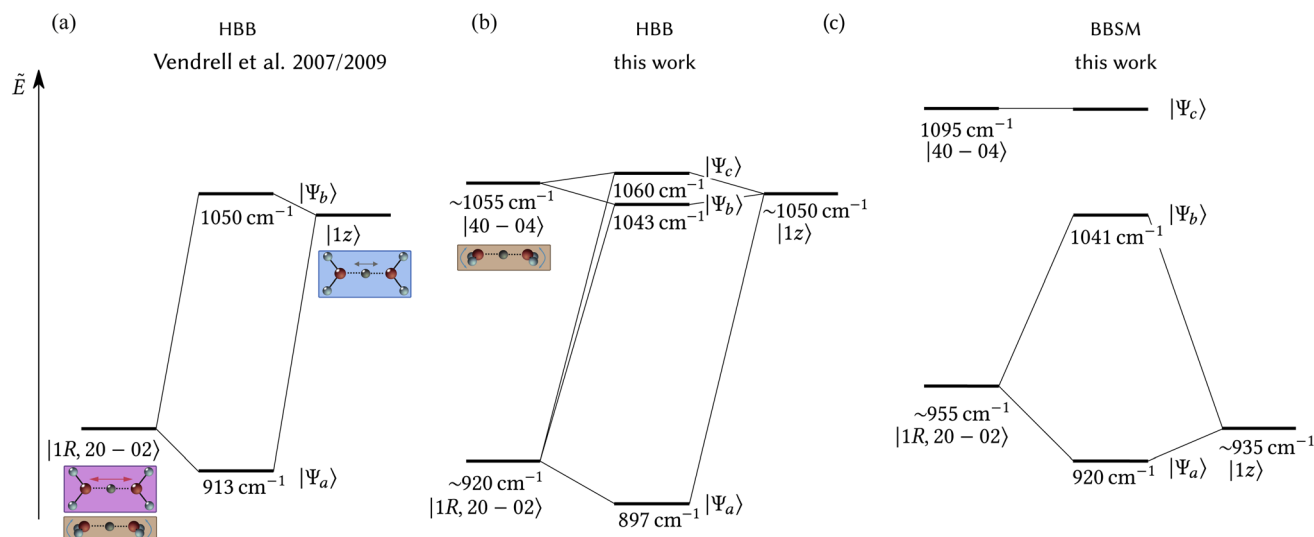 (a)
HBB
Vendrell et al. 2007/2009
Ẽ
|Ψb⟩
1050 cm⁻¹
|1z⟩
|1R, 20 − 02⟩
|Ψa⟩
913 cm⁻¹
(b)
HBB
this work
|Ψc⟩
1060 cm⁻¹
~1055 cm⁻¹
|40 − 04⟩
|Ψb⟩
1043 cm⁻¹
~1050 cm⁻¹
|1z⟩
~920 cm⁻¹
|1R, 20 − 02⟩
|Ψa⟩
897 cm⁻¹
(c)
BBSM
this work
|Ψc⟩
1095 cm⁻¹
|40 − 04⟩
|Ψb⟩
1041 cm⁻¹
~955 cm⁻¹
|1R, 20 − 02⟩
|Ψa⟩
920 cm⁻¹
~935 cm⁻¹
|1z⟩